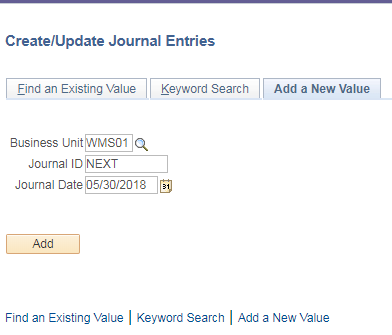 Create/Update Journal Entries
Find an Existing Value Keyword Search Add a New Value
Business Unit WMS01
Journal ID NEXT
Journal Date 05/30/2018 31
Add
Find an Existing Value | Keyword Search | Add a New Value